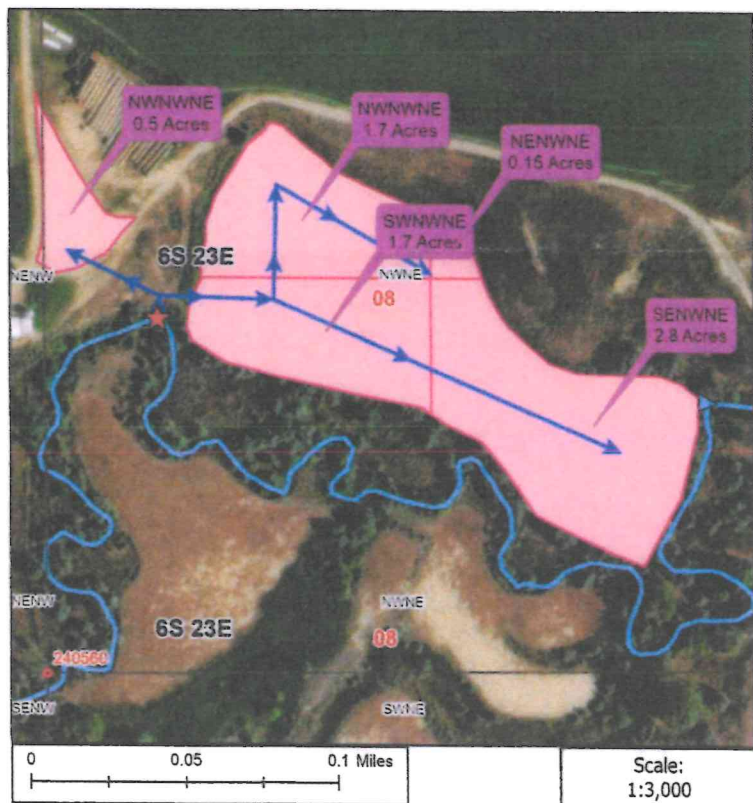 NWNWNE
0.5 Acres
NWNWNE
1.7 Acres
NENWNE
0.15 Acres
SWNWNE
1.7 Acres
6S 23E
NENW
NWNE
08
SENWNE
2.8 Acres
NENW
NWNE
6S 23E
08
240560
SENW
SWNE
0
0.05
0.1 Miles
Scale:
1:3,000